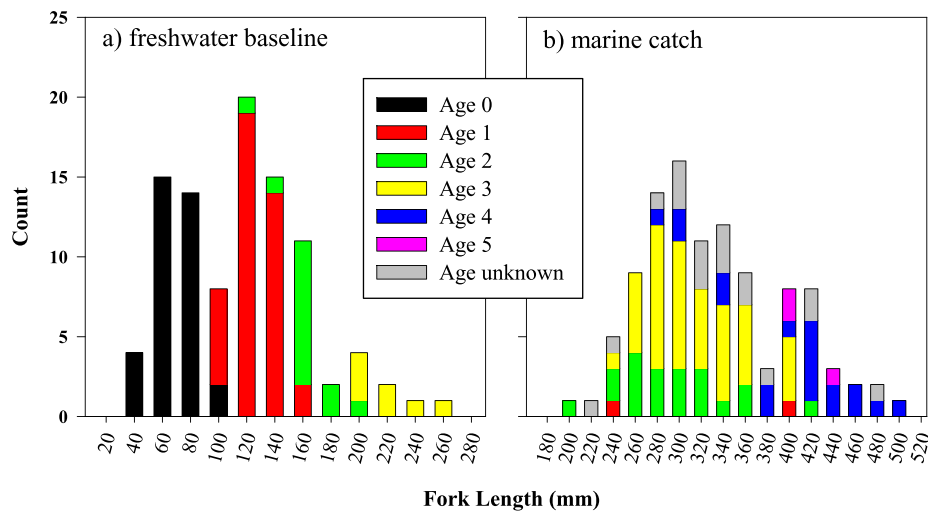 a) freshwater baseline
b) marine catch
25
20
15
10
5
0
Count
Age 0
Age 1
Age 2
Age 3
Age 4
Age 5
Age unknown
20 40 60 80 100 120 140 160 180 200 220 240 260 280
180 200 220 240 260 280 300 320 340 360 380 400 420 440 460 480 500 520
Fork Length (mm)